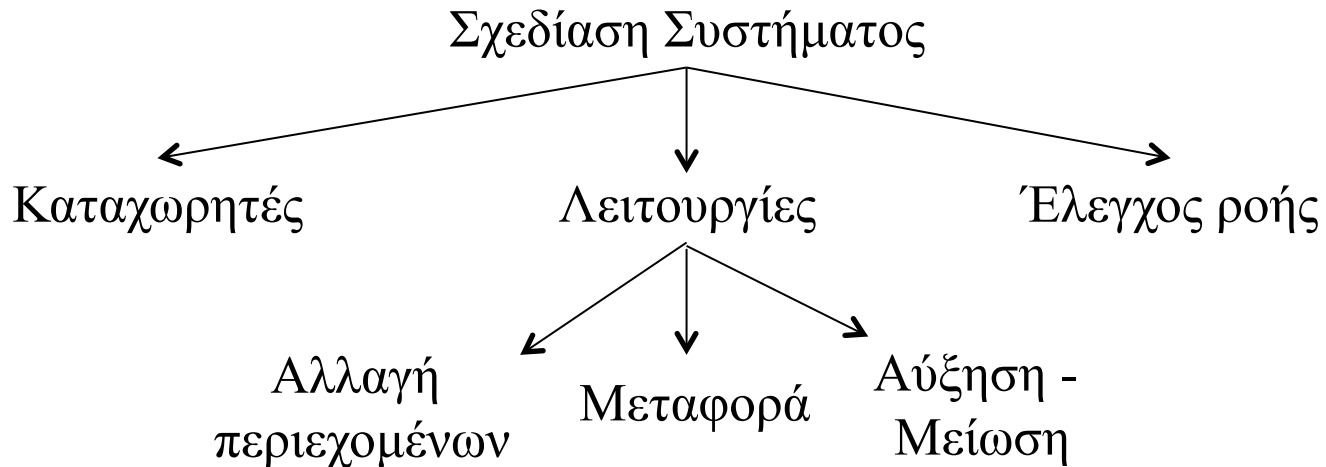 Σχεδίαση Συστήματος
Καταχωρητές
Λειτουργίες
Έλεγχος ροής
Αλλαγή
περιεχομένων
Μεταφορά
Αύξηση -
Μείωση